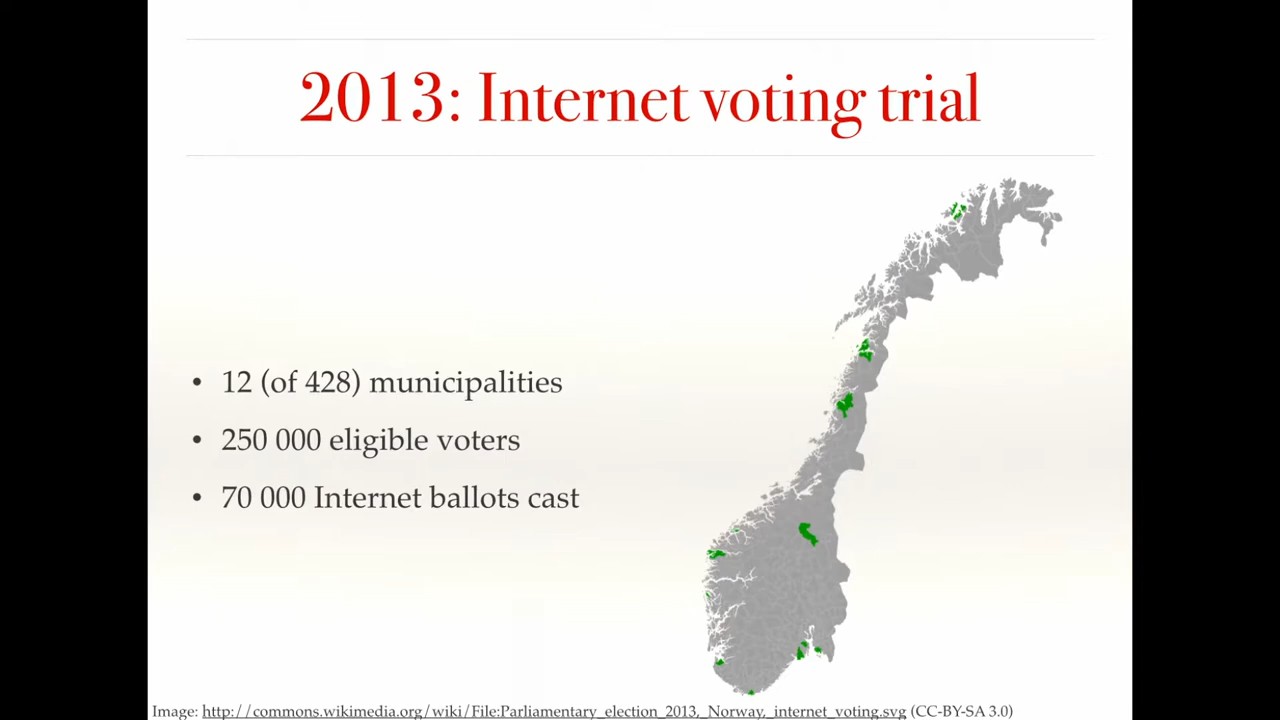 2013: Internet voting trial
• 12 (of 428) municipalities
• 250 000 eligible voters
• 70 000 Internet ballots cast
Image: http://commons.wikimedia.org/wiki/File:Parliamentary_election_2013,_Norway,_internet_voting.svg (CC-BY-SA 3.0)